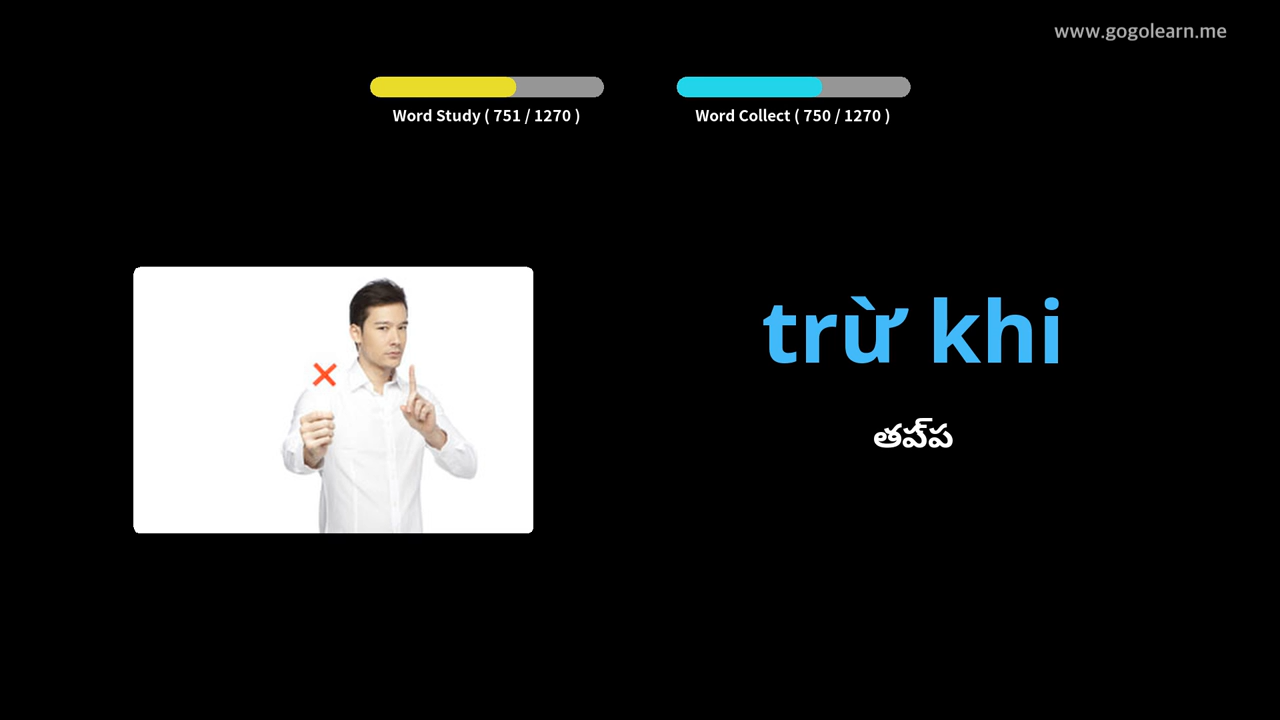 www.gogolearn.me
Word Study ( 751 / 1270 )
Word Collect ( 750 / 1270 )
trừ khi
తప్ప